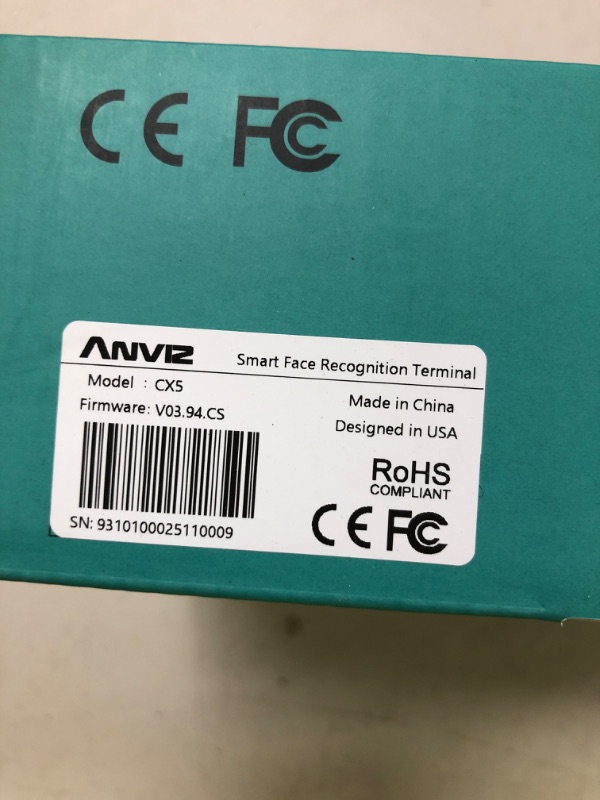 CE FC
ANVIZ
Smart Face Recognition Terminal
Model : CX5
Firmware: V03.94.CS
Made in China
Designed in USA
RoHS
COMPLIANT
SN: 9310100025110009
CE FC